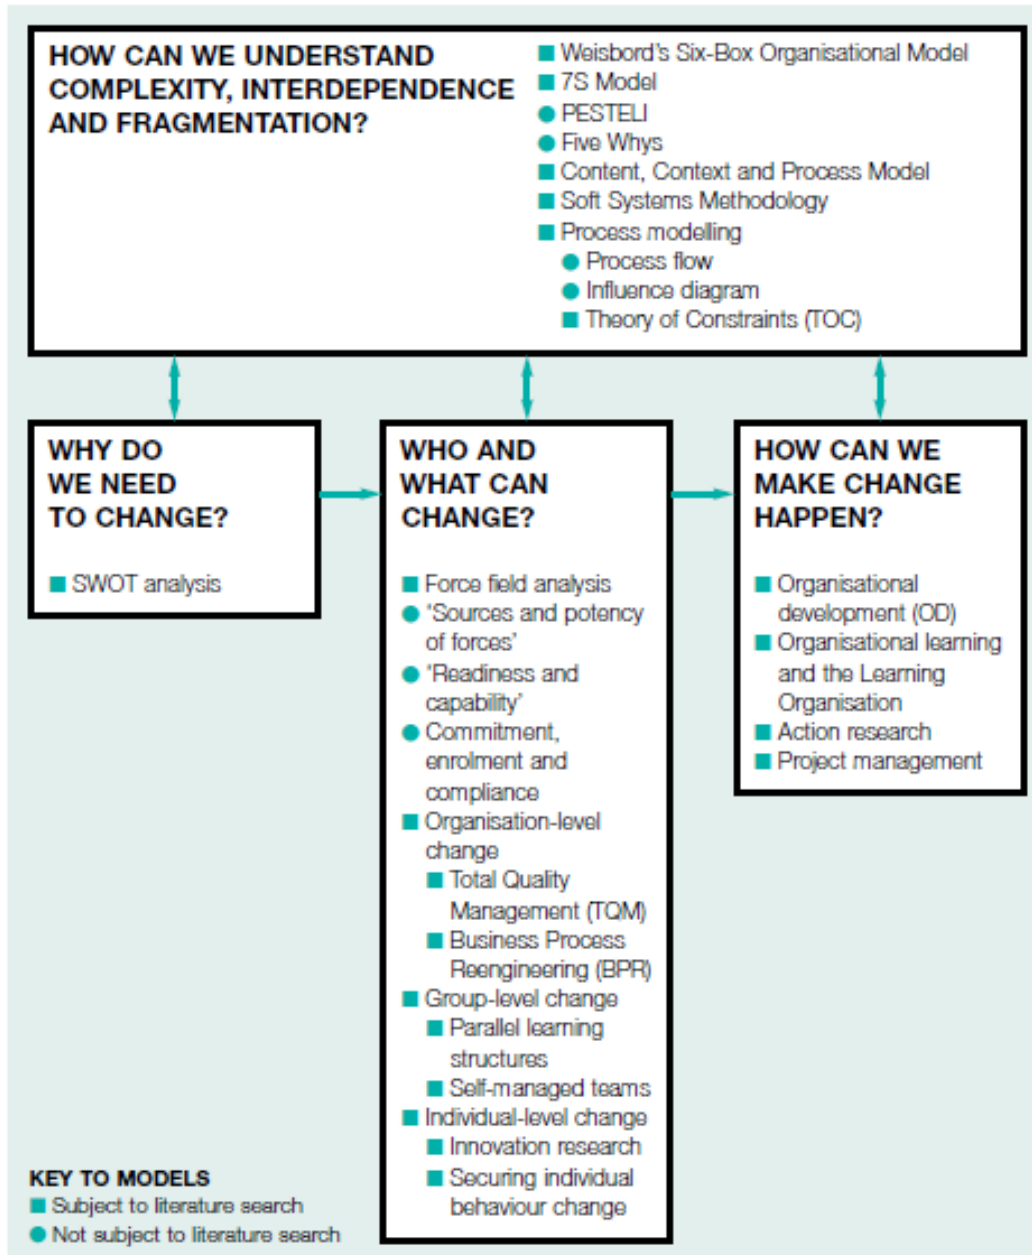 HOW CAN WE UNDERSTAND
COMPLEXITY, INTERDEPENDENCE
AND FRAGMENTATION?
Weisbord's Six-Box Organisational Model
7S Model
PESTELI
Five Whys
Content, Context and Process Model
Soft Systems Methodology
Process modelling
Process flow
Influence diagram
Theory of Constraints (TOC)
WHY DO
WE NEED
TO CHANGE?
SWOT analysis
WHO AND
WHAT CAN
CHANGE?
Force field analysis
'Sources and potency
of forces'
'Readiness and
capability'
Commitment,
enrolment and
compliance
Organisation-level
change
Total Quality
Management (TQM)
Business Process
Reengineering (BPR)
Group-level change
Parallel learning
structures
Self-managed teams
Individual-level change
Innovation research
Securing individual
behaviour change
HOW CAN WE
MAKE CHANGE
HAPPEN?
Organisational
development (OD)
Organisational learning
and the Learning
Organisation
Action research
Project management
KEY TO MODELS
Subject to literature search
Not subject to literature search